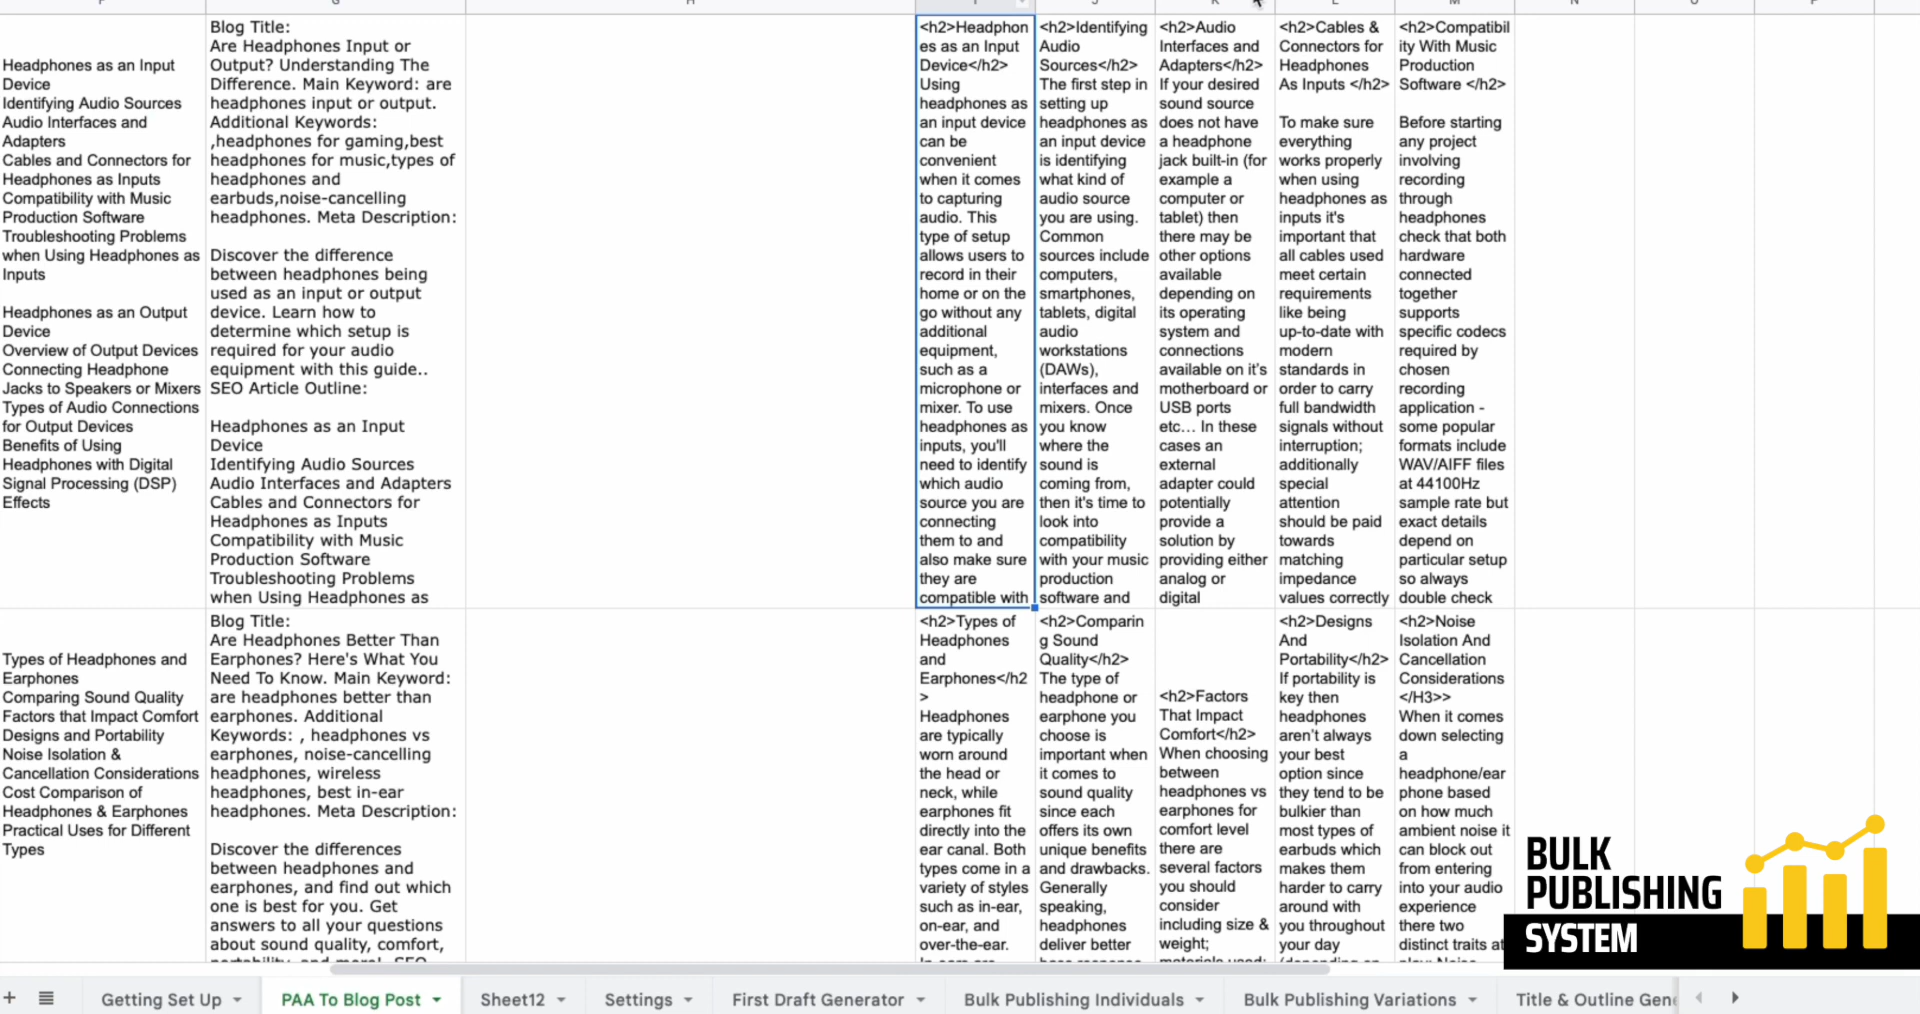 Headphones as an Input
Device
Identifying Audio Sources
Audio Interfaces and
Adapters
Cables and Connectors for
Headphones as Inputs
Compatibility with Music
Production Software
Troubleshooting Problems
when Using Headphones as
Inputs
Headphones as an Output
Device
Overview of Output Devices
Connecting Headphone
Jacks to Speakers or Mixers
Types of Audio Connections
for Output Devices
Benefits of Using
Headphones with Digital
Signal Processing (DSP)
Effects
Blog Title:
Are Headphones Input or
Output? Understanding The
Difference. Main Keyword: are
headphones input or output.
Additional Keywords:
,headphones for gaming,best
headphones for music,types of
headphones and
earbuds,noise-cancelling
headphones. Meta Description:
Discover the difference
between headphones being
used as an input or output
device. Learn how to
determine which setup is
required for your audio
equipment with this guide..
SEO Article Outline:
Headphones as an Input
Device
Identifying Audio Sources
Audio Interfaces and Adapters
Cables and Connectors for
Headphones as Inputs
Compatibility with Music
Production Software
Troubleshooting Problems
when Using Headphones as
<h2>Headphon
es as an Input
Device</h2>
Using
headphones as
an input device
can be
convenient
when it comes
to capturing
audio. This
type of setup
allows users to
record in their
home or on the
go without any
additional
equipment,
such as a
microphone or
mixer. To use
headphones as
inputs, you'll
need to identify
which audio
source you are
connecting
them to and
also make sure
they are
compatible with
<h2>Identifying
Audio
Sources</h2>
The first step in
setting up
headphones as
an input device
is identifying
what kind of
audio source
you are using.
Common
sources include
computers,
smartphones,
tablets, digital
audio
workstations
(DAWs),
interfaces and
mixers. Once
you know
where the
sound is
coming from,
then it's time to
look into
compatibility
with your music
production
software and
<h2>Audio
Interfaces and
Adapters</h2>
If your desired
sound source
does not have
a headphone
jack built-in (for
example a
computer or
tablet) then
there may be
other options
available
depending on
its operating
system and
connections
available on it's
motherboard or
USB ports
etc… In these
cases an
external
adapter could
potentially
provide a
solution by
providing either
analog or
digital
<h2>Cables &
Connectors for
Headphones
As Inputs </h2>
To make sure
everything
works properly
when using
headphones as
inputs it's
important that
all cables used
meet certain
requirements
like being
up-to-date with
modern
standards in
order to carry
full bandwidth
signals without
interruption;
additionally
special
attention
should be paid
towards
matching
impedance
values correctly
<h2>Compatibil
ity With Music
Production
Software </h2>
Before starting
any project
involving
recording
through
headphones
check that both
hardware
connected
together
supports
specific codecs
required by
chosen
recording
application -
some popular
formats include
WAV/AIFF files
at 44100Hz
sample rate but
exact details
depend on
particular setup
so always
double check
Types of Headphones and
Earphones
Comparing Sound Quality
Factors that Impact Comfort
Designs and Portability
Noise Isolation &
Cancellation Considerations
Cost Comparison of
Headphones & Earphones
Practical Uses for Different
Types
Blog Title:
Are Headphones Better Than
Earphones? Here's What You
Need To Know. Main Keyword:
are headphones better than
earphones. Additional
Keywords: , headphones vs
earphones, noise-cancelling
headphones, wireless
headphones, best in-ear
headphones. Meta Description:
Discover the differences
between headphones and
earphones, and find out which
one is best for you. Get
answers to all your questions
about sound quality, comfort,
<h2>Types of
Headphones
and
Earphones</h2
>
Headphones
are typically
worn around
the head or
neck, while
earphones fit
directly into the
ear canal. Both
types come in a
variety of styles
such as in-ear,
on-ear, and
over-the-ear.
<h2>Comparin
g Sound
Quality</h2>
The type of
headphone or
earphone you
choose is
important when
it comes to
sound quality
since each
offers its own
unique benefits
and drawbacks.
Generally
speaking,
headphones
deliver better
<h2>Factors
That Impact
Comfort</h2>
When choosing
between
headphones vs
earphones for
comfort level
there are
several factors
you should
consider
including size &
weight;
<h2>Designs
And
Portability</h2>
If portability is
key then
headphones
aren't always
your best
option since
they tend to be
bulkier than
most types of
earbuds which
makes them
harder to carry
around with
you throughout
your day
<h2>Noise
Isolation And
Cancellation
Considerations
</H3>>
When it comes
down selecting
a
headphone/ear
phone based
on how much
ambient noise it
can block out
from entering
into your audio
experience
there two
distinct traits at
BULK
PUBLISHING
SYSTEM
Getting Set Up
PAA To Blog Post
Sheet12
Settings
First Draft Generator
Bulk Publishing Individuals
Bulk Publishing Variations
Title & Outline Gen